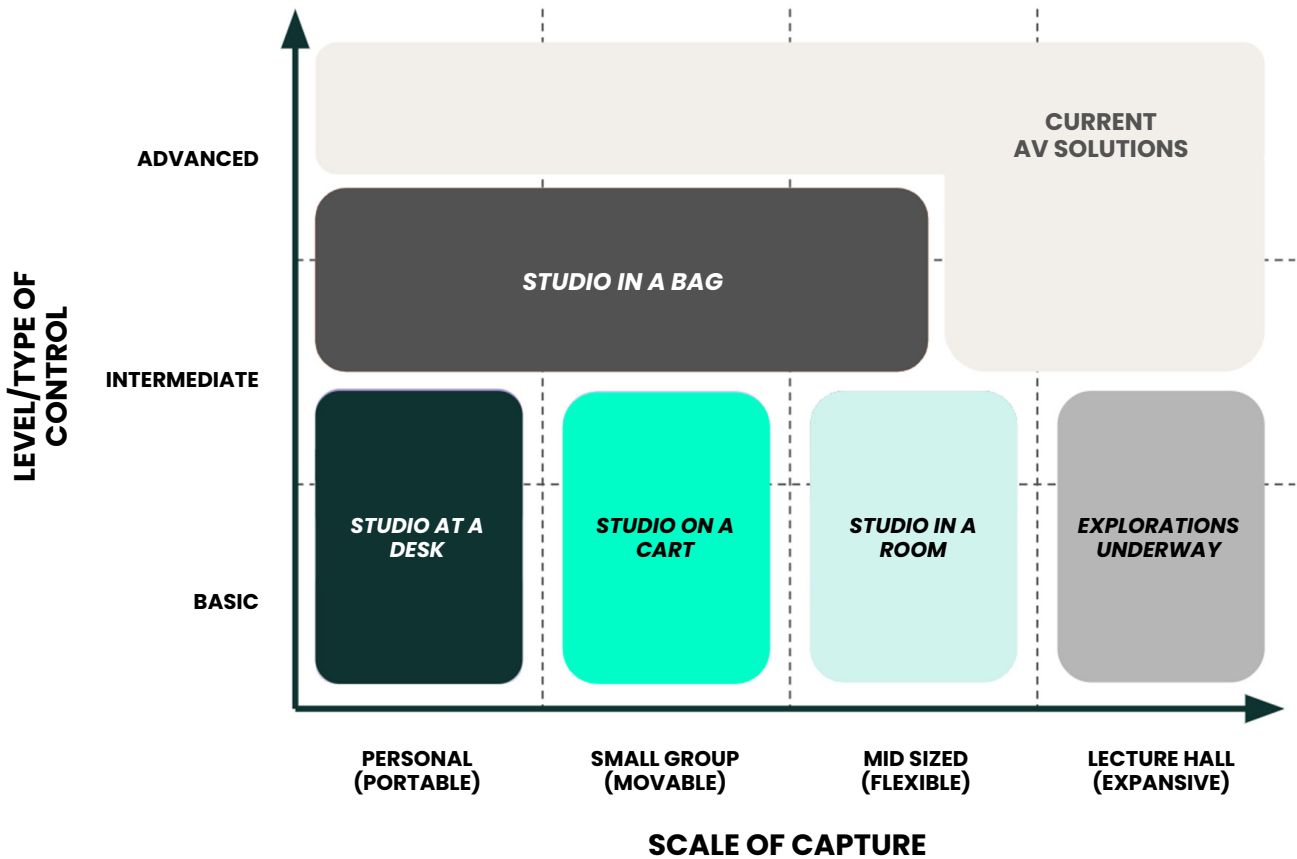 CURRENT
AV SOLUTIONS
ADVANCED
STUDIO IN A BAG
LEVEL/TYPE OF
CONTROL
INTERMEDIATE
STUDIO AT A
DESK
STUDIO ON A
CART
STUDIO IN A
ROOM
EXPLORATIONS
UNDERWAY
BASIC
PERSONAL
(PORTABLE)
SMALL GROUP
(MOVABLE)
MID SIZED
(FLEXIBLE)
LECTURE HALL
(EXPANSIVE)
SCALE OF CAPTURE